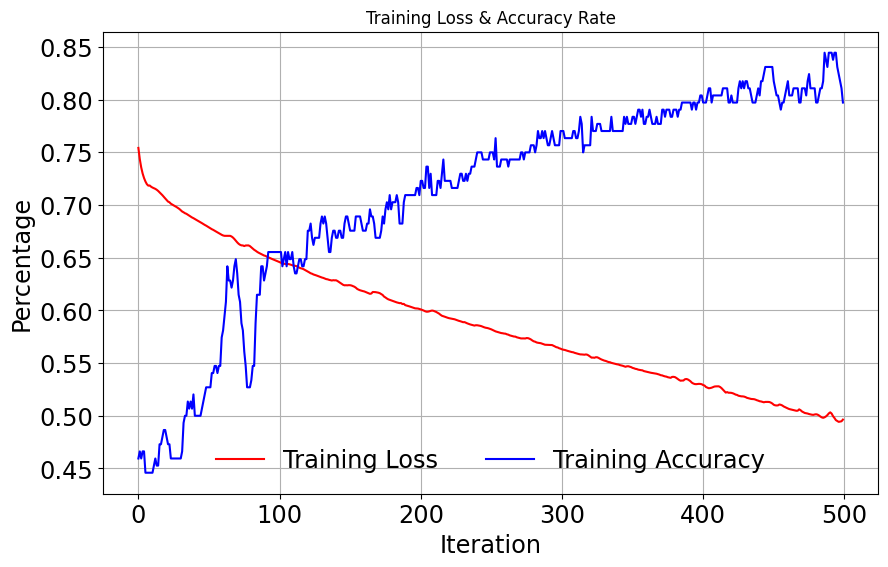 Training Loss & Accuracy Rate
0.85
0.80
0.75
0.70
0.65
0.60
0.55
0.50
0.45
Percentage
Training Loss Training Accuracy
0 100 200 300 400 500
Iteration